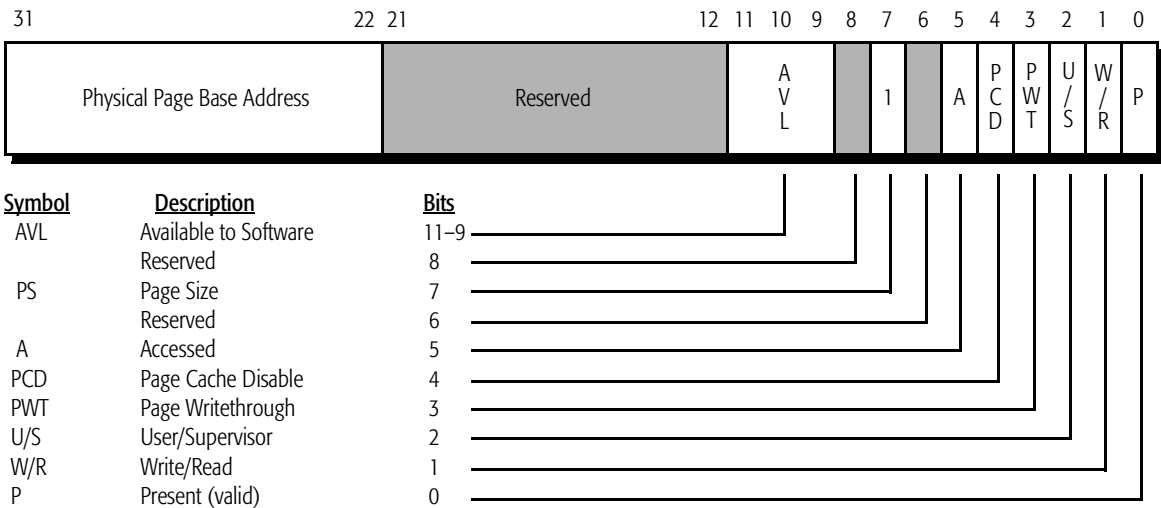 31 22 21 12 11 10 9 8 7 6 5 4 3 2 1 0
Physical Page Base Address Reserved AVL 1 A PCD PWT U/S W/R P
Symbol Description Bits
AVL Available to Software 11–9
Reserved 8
PS Page Size 7
Reserved 6
A Accessed 5
PCD Page Cache Disable 4
PWT Page Writethrough 3
U/S User/Supervisor 2
W/R Write/Read 1
P Present (valid) 0